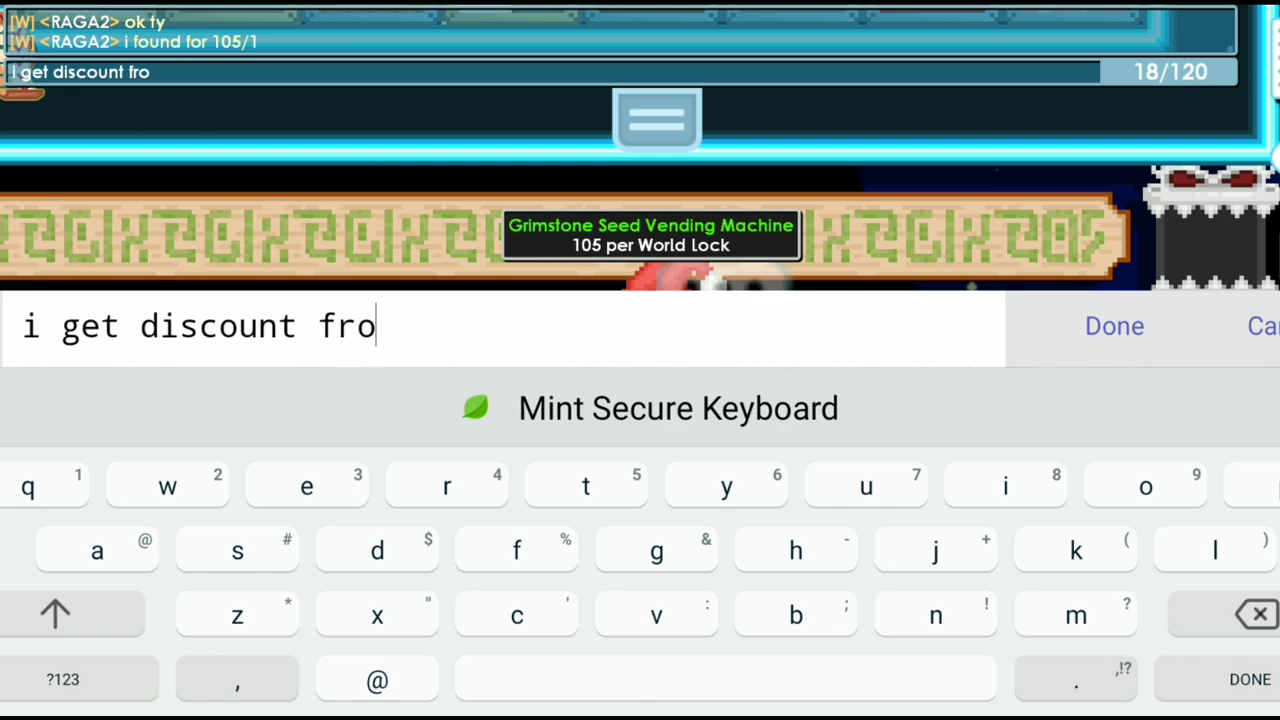 [W] <RAGA2> ok ty
[W] <RAGA2> i found for 105/1
i get discount fro
18/120
Grimstone Seed Vending Machine
105 per World Lock
i get discount fro
Done
Can
Mint Secure Keyboard
q 1 w 2 e 3 r 4 t 5 y 6 u 7 i 8 o 9
a @ s # d $ f % g & h - j + k ( l )
z * x " c ' v : b ; n ! m ?
?123 , @ . ,!? DONE